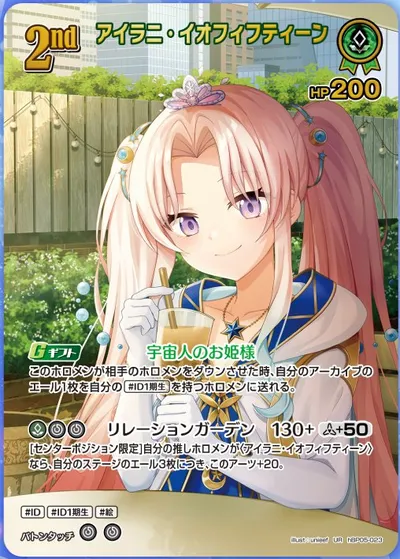 2nd
アイラニ・イオフィフティーン
HP200
Gギフト
宇宙人のお姫様
このホロメンが相手のホロメンをダウンさせた時、自分のアーカイブの
エール1枚を自分の #ID1期生 を持つホロメンに送れる。
リレーションガーデン 130+ +50
[センターポジション限定]自分の推しホロメンが〈アイラニ・イオフィフティーン〉
なら、自分のステージのエール3枚につき、このアーツ+20。
#ID #ID1期生 #絵
バトンタッチ
illust : unieef UR NBP05-023